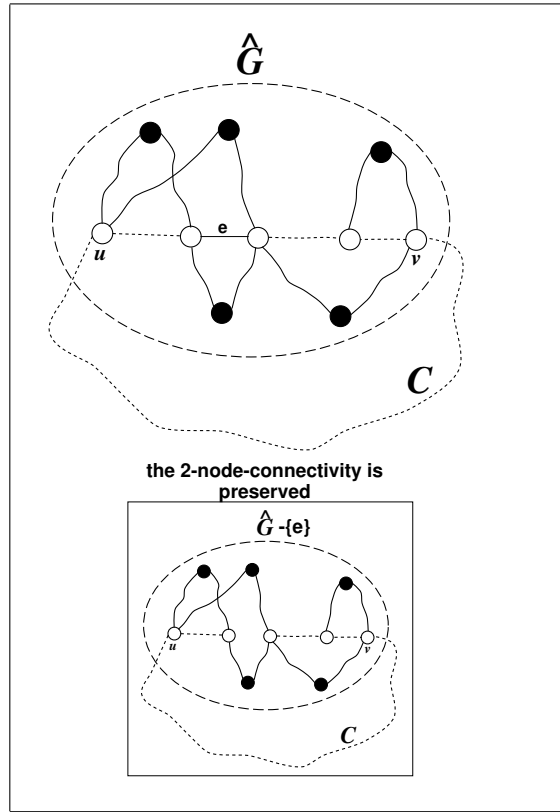 Ĝ
e
u
v
C
the 2-node-connectivity is
preserved
Ĝ -{e}
u
v
C